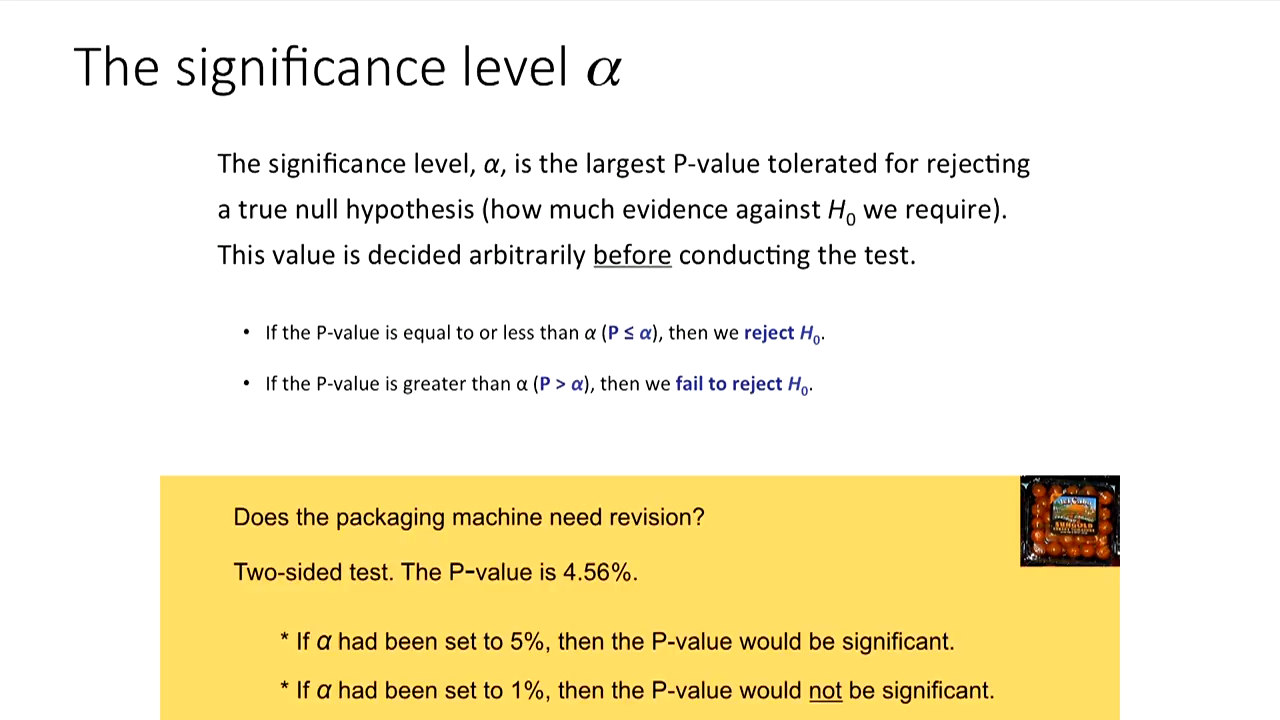 The significance level α
The significance level, α, is the largest P-value tolerated for rejecting
a true null hypothesis (how much evidence against H₀ we require).
This value is decided arbitrarily before conducting the test.
• If the P-value is equal to or less than α (P ≤ α), then we reject H₀.
• If the P-value is greater than α (P > α), then we fail to reject H₀.
Does the packaging machine need revision?
Two-sided test. The P-value is 4.56%.
* If α had been set to 5%, then the P-value would be significant.
* If α had been set to 1%, then the P-value would not be significant.
SUNGOLD